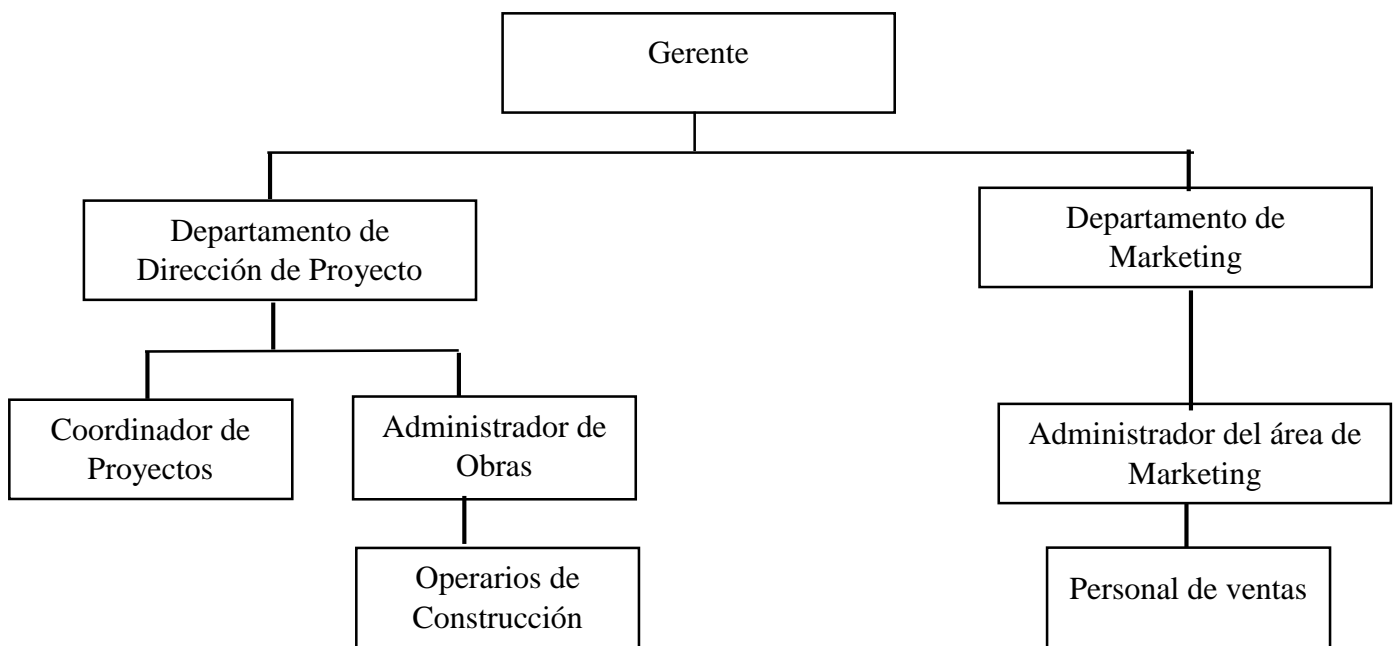 Gerente
Departamento de
Dirección de Proyecto
Departamento de
Marketing
Coordinador de
Proyectos
Administrador de
Obras
Administrador del área de
Marketing
Operarios de
Construcción
Personal de ventas